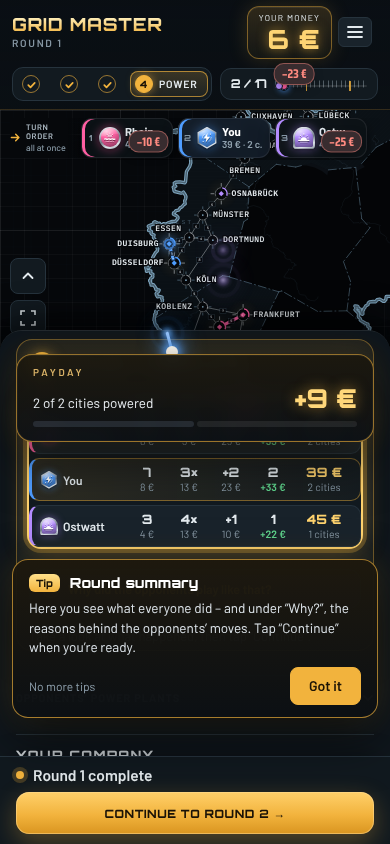 GRID MASTER
ROUND 1
YOUR MONEY
6 €
4 POWER
2 / 17
–23 €
TURN ORDER
all at once
1
–10 €
2 You
39 € · 2 c.
3
–25 €
LÜBECK
BREMEN
OSNABRÜCK
MÜNSTER
ESSEN
DUISBURG
DORTMUND
DÜSSELDORF
KÖLN
KOBLENZ
FRANKFURT
PAYDAY
2 of 2 cities powered
+9 €
You 7 3x +2 2 39 €
8 € 13 € 23 € +33 € 2 cities
Ostwatt 3 4x +1 1 45 €
4 € 13 € 10 € +22 € 1 cities
Tip Round summary
Here you see what everyone did – and under “Why?”, the
reasons behind the opponents’ moves. Tap “Continue”
when you’re ready.
No more tips
Got it
YOUR COMPANY
Round 1 complete
CONTINUE TO ROUND 2 →